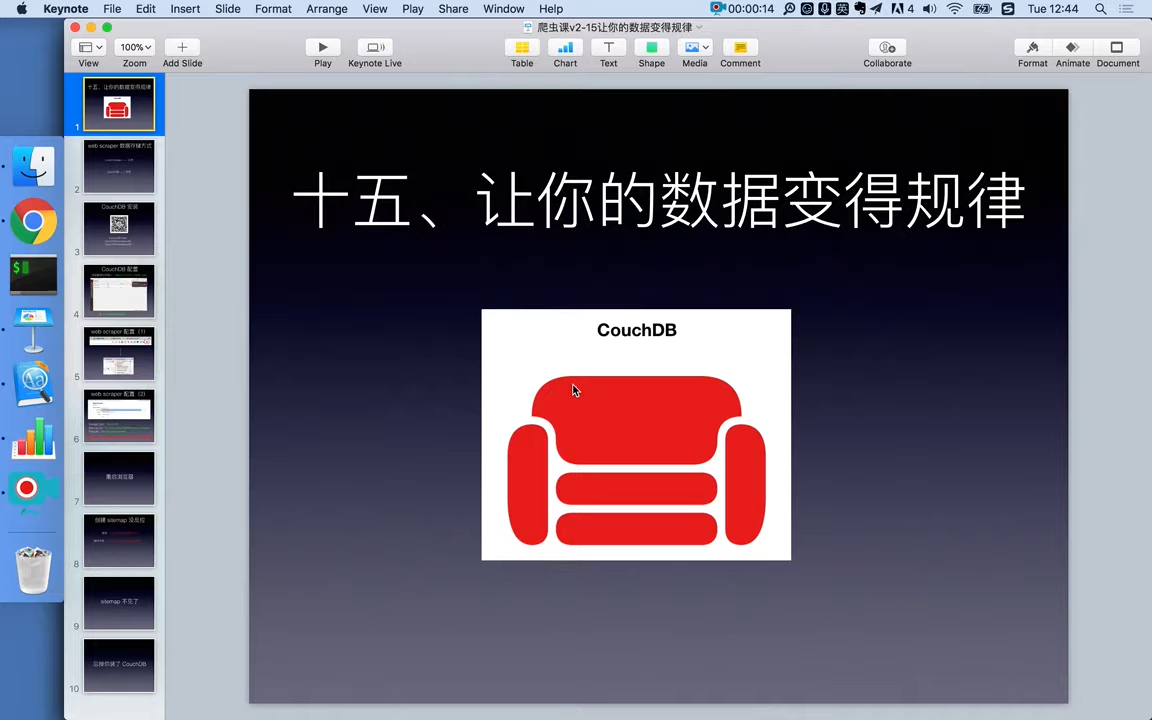 Keynote File Edit Insert Slide Format Arrange View Play Share Window Help 00:00:14 英 4 Tue 12:44
爬虫课v2-15让你的数据变得规律
100%
View Zoom Add Slide Play Keynote Live Table Chart Text Shape Media Comment Collaborate Format Animate Document
十五、让你的数据变得规律
1
web scraper 数据存储方式
2
CouchDB 安装
3
CouchDB 配置
4
web scraper 配置（1）
5
web scraper 配置（2）
6
重启浏览器
7
创建 sitemap 没反应
8
sitemap 不见了
9
忘掉你装了 CouchDB
10
十五、让你的数据变得规律
CouchDB